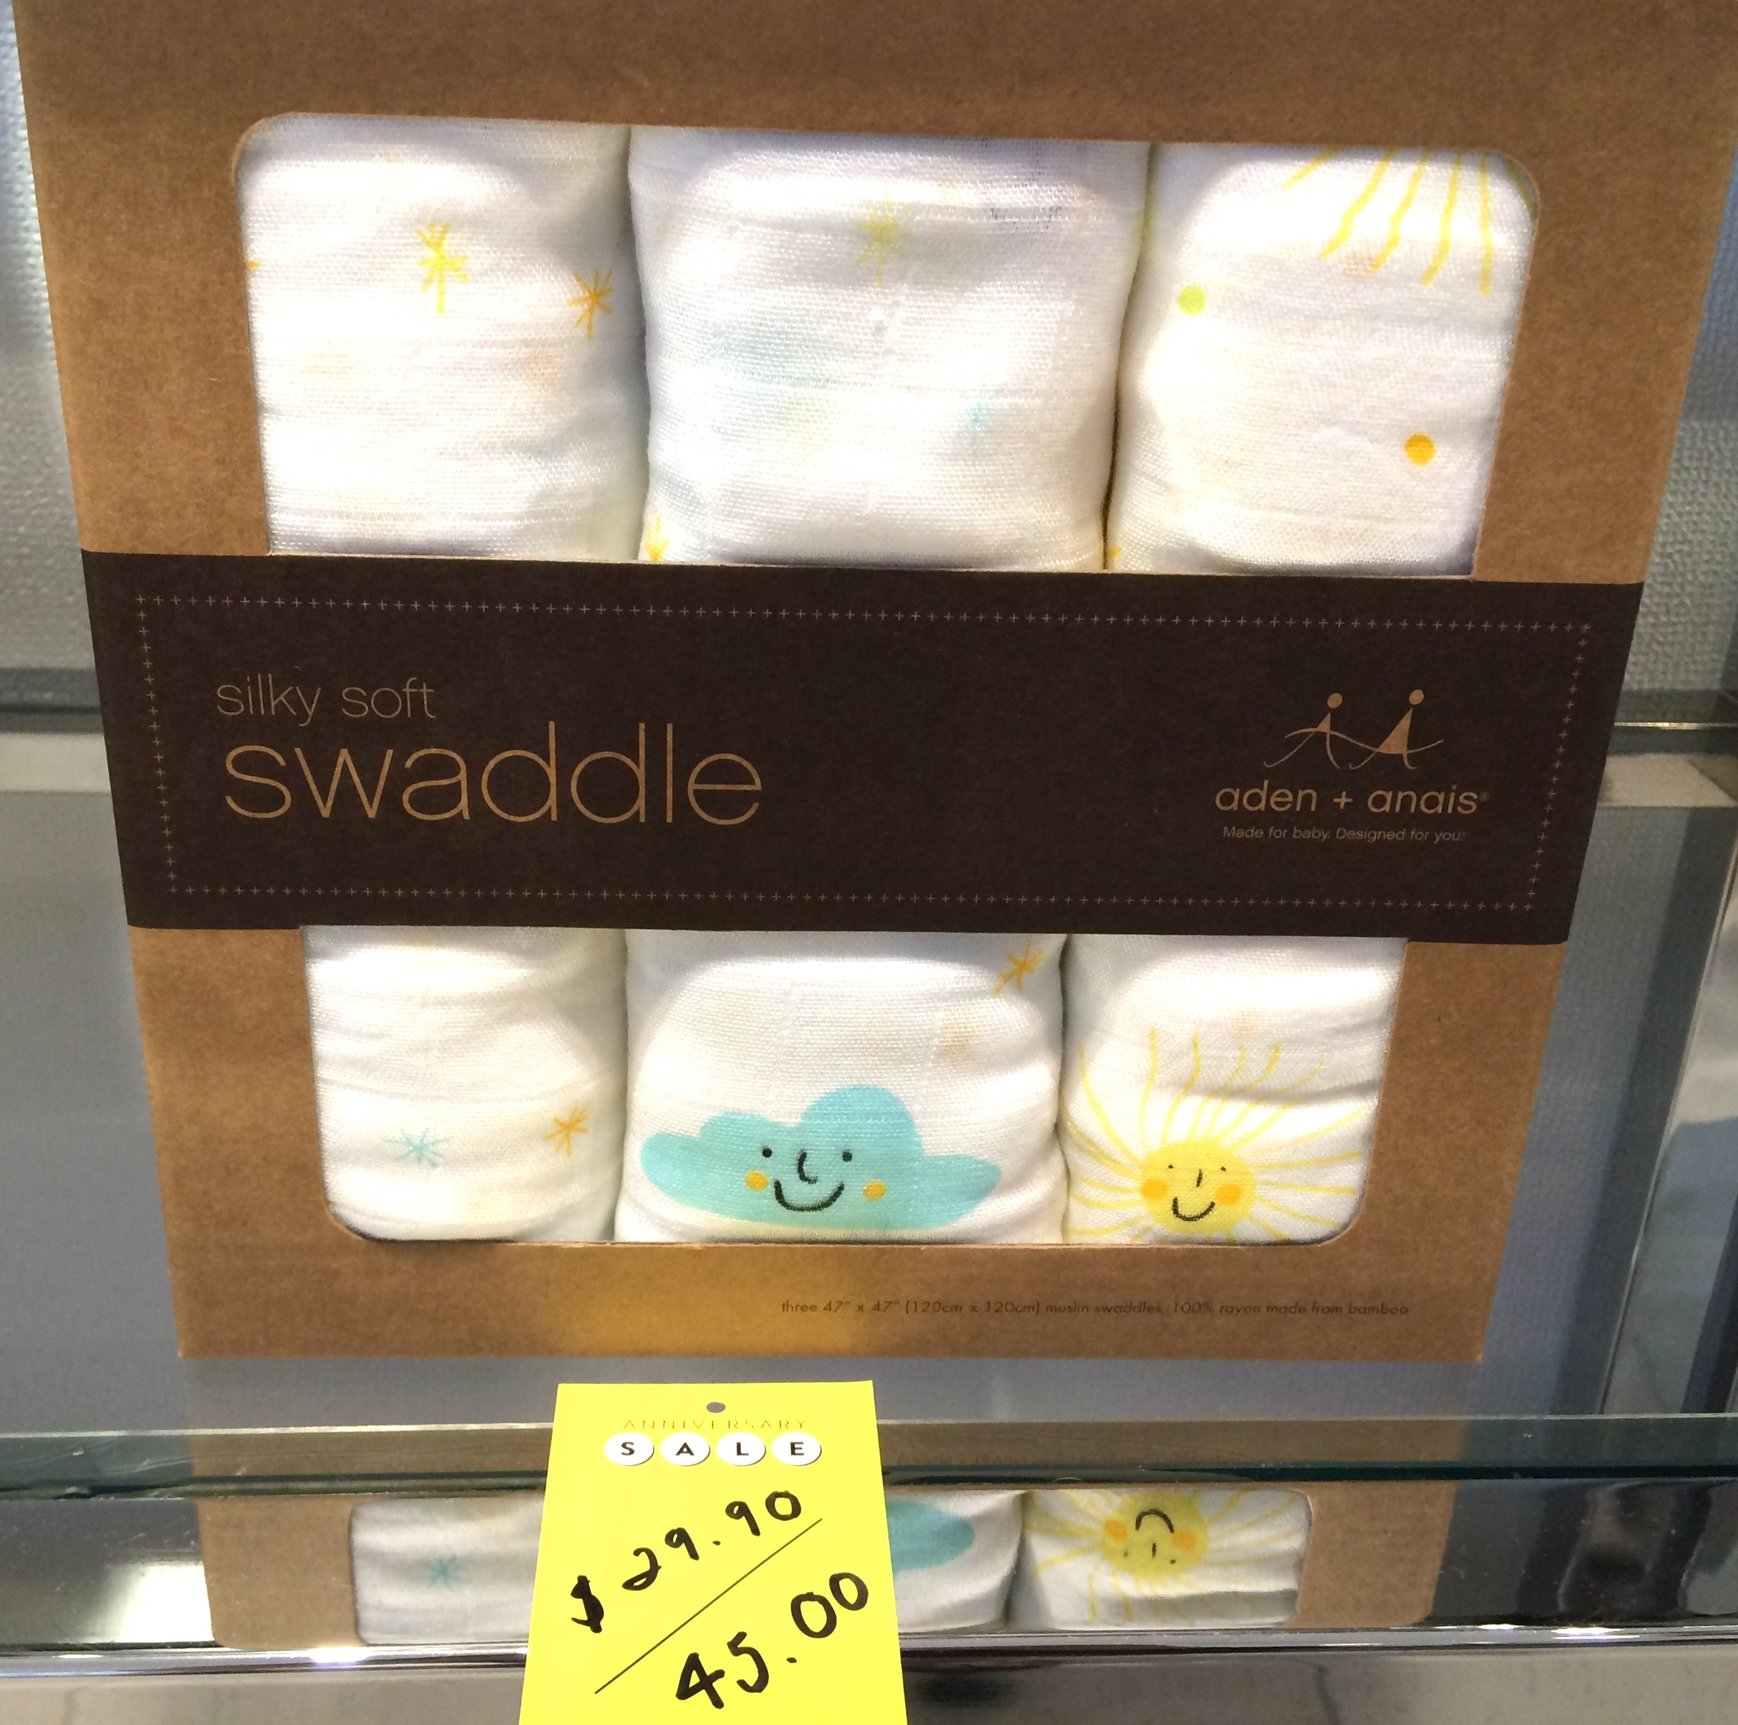 silky soft
swaddle
aden + anais®
Made for baby. Designed for you.®
three 47" x 47" (120cm x 120cm) muslin swaddles, 100% rayon made from bamboo
ANNIVERSARY
SALE
$29.90
45.00